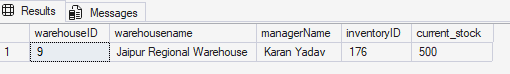 Results Messages
warehouseID warehousename managerName inventoryID current_stock
1 9 Jaipur Regional Warehouse Karan Yadav 176 500